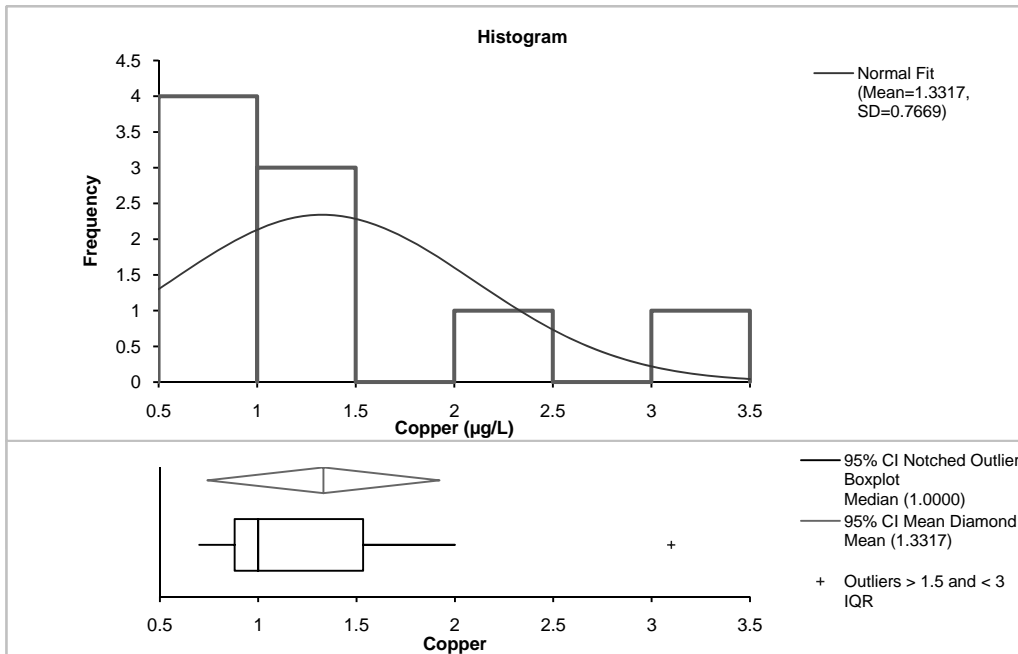 Histogram
4.5
4
3.5
3
2.5
2
1.5
1
0.5
0
Frequency
0.5 1 1.5 2 2.5 3 3.5
Copper (µg/L)
Normal Fit
(Mean=1.3317,
SD=0.7669)
95% CI Notched Outlier
Boxplot
Median (1.0000)
95% CI Mean Diamond
Mean (1.3317)
+ Outliers > 1.5 and < 3
IQR
0.5 1 1.5 2 2.5 3 3.5
Copper